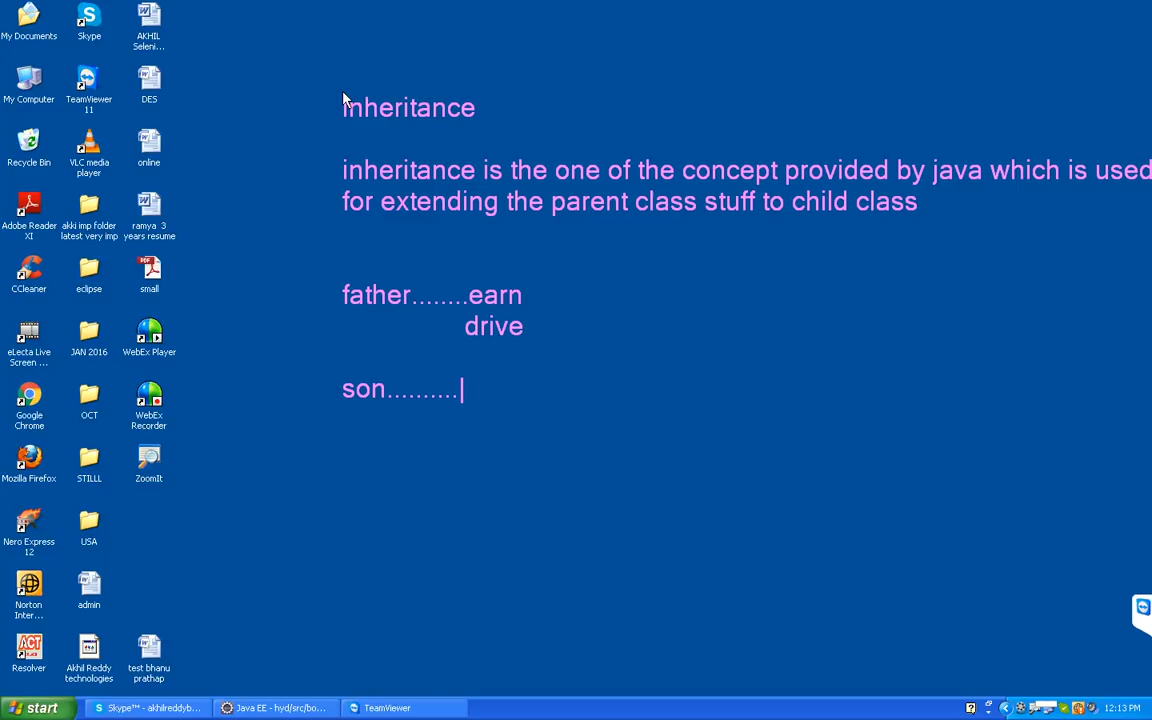 My Documents
Skype
AKHIL
Seleni...
My Computer
TeamViewer
11
DES
Recycle Bin
VLC media
player
online
Adobe Reader
XI
akki imp folder
latest very imp
ramya 3
years resume
CCleaner
eclipse
small
eLecta Live
Screen ...
JAN 2016
WebEx Player
Google
Chrome
OCT
WebEx
Recorder
Mozilla Firefox
STILLL
ZoomIt
Nero Express
12
USA
Norton
Inter...
admin
Resolver
Akhil Reddy
technologies
test bhanu
prathap
inheritance
inheritance is the one of the concept provided by java which is used
for extending the parent class stuff to child class
father........earn
drive
son..........
start
Skype™ - akhilreddyb...
Java EE - hyd/src/bo...
TeamViewer
12:13 PM